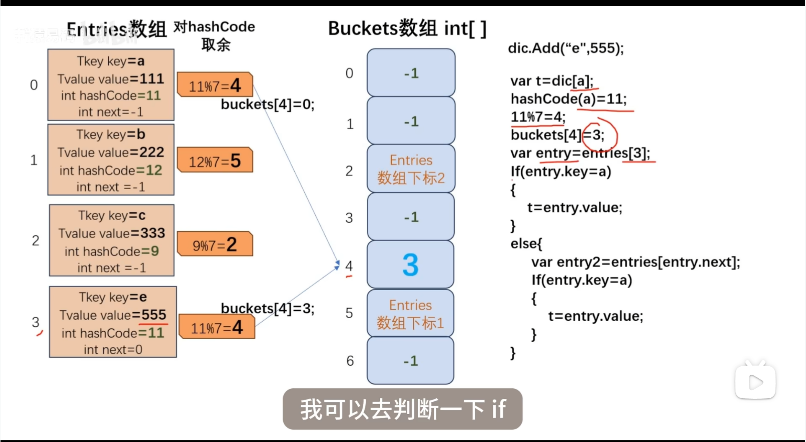 Entries数组
对hashCode
取余
0
Tkey key=a
Tvalue value=111
int hashCode=11
int next=-1
11%7=4
buckets[4]=0;
1
Tkey key=b
Tvalue value=222
int hashCode=12
int next =-1
12%7=5
2
Tkey key=c
Tvalue value=333
int hashCode=9
int next =-1
9%7=2
3
Tkey key=e
Tvalue value=555
int hashCode=11
int next=0
11%7=4
buckets[4]=3;
Buckets数组 int[ ]
0
-1
1
-1
2
Entries
数组下标2
3
-1
4
3
5
Entries
数组下标1
6
-1
dic.Add(“e”,555);
var t=dic[a];
hashCode(a)=11;
11%7=4;
buckets[4]=3;
var entry=entries[3];
If(entry.key=a)
{
t=entry.value;
}
else{
var entry2=entries[entry.next];
If(entry.key=a)
{
t=entry.value;
}
}
我可以去判断一下 if